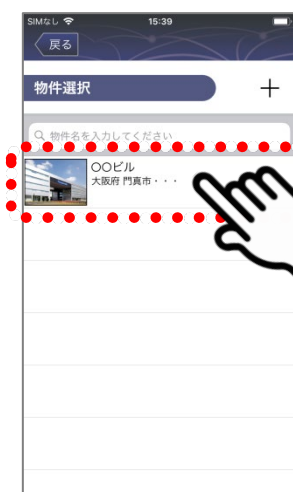 SIMなし 15:39
戻る
物件選択 +
物件名を入力してください
〇〇ビル
大阪府 門真市・・・